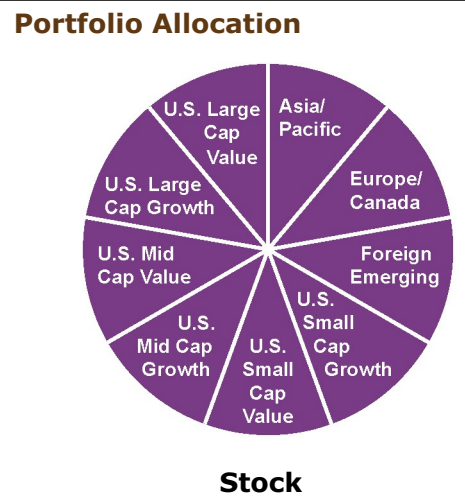 Portfolio Allocation
U.S. Large
Cap
Value
Asia/
Pacific
Europe/
Canada
Foreign
Emerging
U.S.
Small
Cap
Growth
U.S.
Small
Cap
Value
U.S.
Mid Cap
Growth
U.S. Mid
Cap Value
U.S. Large
Cap Growth
Stock